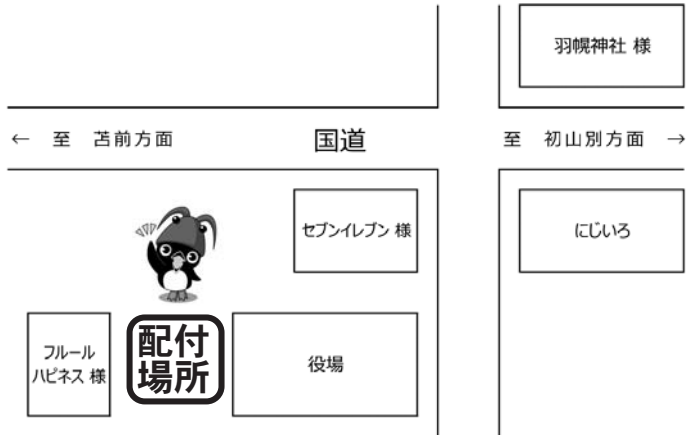 羽幌神社 様
← 至 苫前方面
国道
至 初山別方面 →
セブンイレブン 様
にじいろ
フルール
ハピネス 様
配付
場所
役場